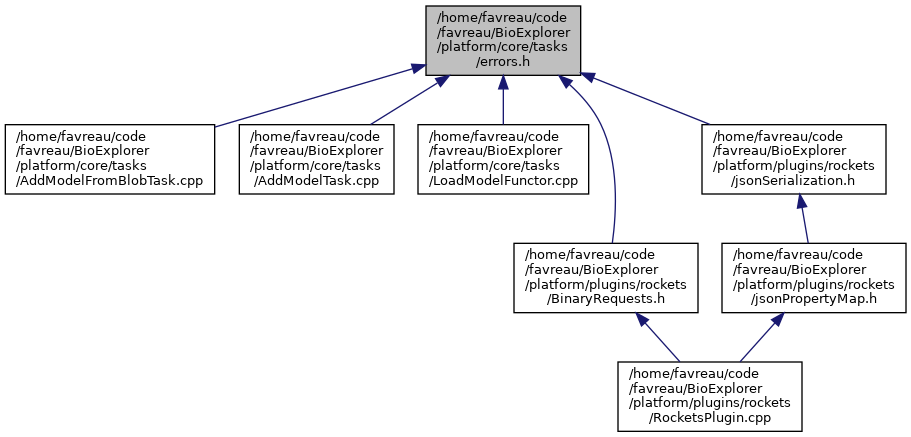 /home/favreau/code
/favreau/BioExplorer
/platform/core/tasks
/errors.h
/home/favreau/code
/favreau/BioExplorer
/platform/core/tasks
/AddModelFromBlobTask.cpp
/home/favreau/code
/favreau/BioExplorer
/platform/core/tasks
/AddModelTask.cpp
/home/favreau/code
/favreau/BioExplorer
/platform/core/tasks
/LoadModelFunctor.cpp
/home/favreau/code
/favreau/BioExplorer
/platform/plugins/rockets
/jsonSerialization.h
/home/favreau/code
/favreau/BioExplorer
/platform/plugins/rockets
/BinaryRequests.h
/home/favreau/code
/favreau/BioExplorer
/platform/plugins/rockets
/jsonPropertyMap.h
/home/favreau/code
/favreau/BioExplorer
/platform/plugins/rockets
/RocketsPlugin.cpp